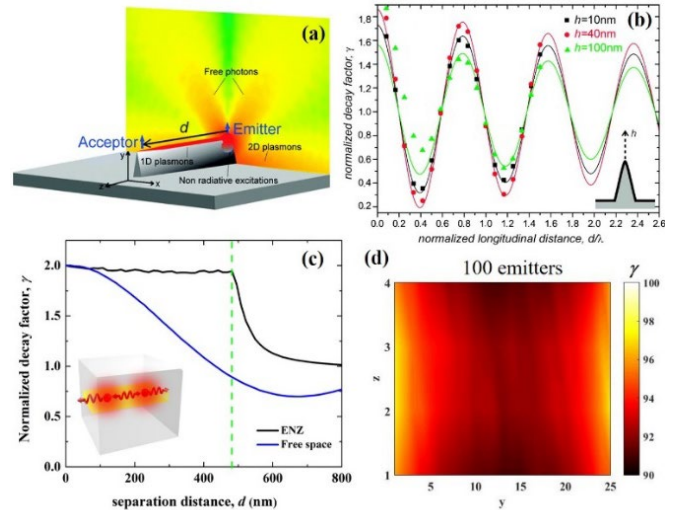 (a)
Free photons
Acceptor
d
Emitter
y
x
z
1D plasmons
2D plasmons
Non radiative excitations
(b)
normalized decay factor, γ
1.8
1.6
1.4
1.2
1.0
0.8
0.6
0.4
0.2
h=10nm
h=40nm
h=100nm
h
0.0 0.2 0.4 0.6 0.8 1.0 1.2 1.4 1.6 1.8 2.0 2.2 2.4 2.6
normalized longitudinal distance, d/λ
(c)
Normalized decay factor, γ
2.0
1.5
1.0
0.5
0.0
ENZ
Free space
0 200 400 600 800
separation distance, d (nm)
(d)
100 emitters
γ
z
4
3
2
1
5 10 15 20 25
y
100
98
96
94
92
90